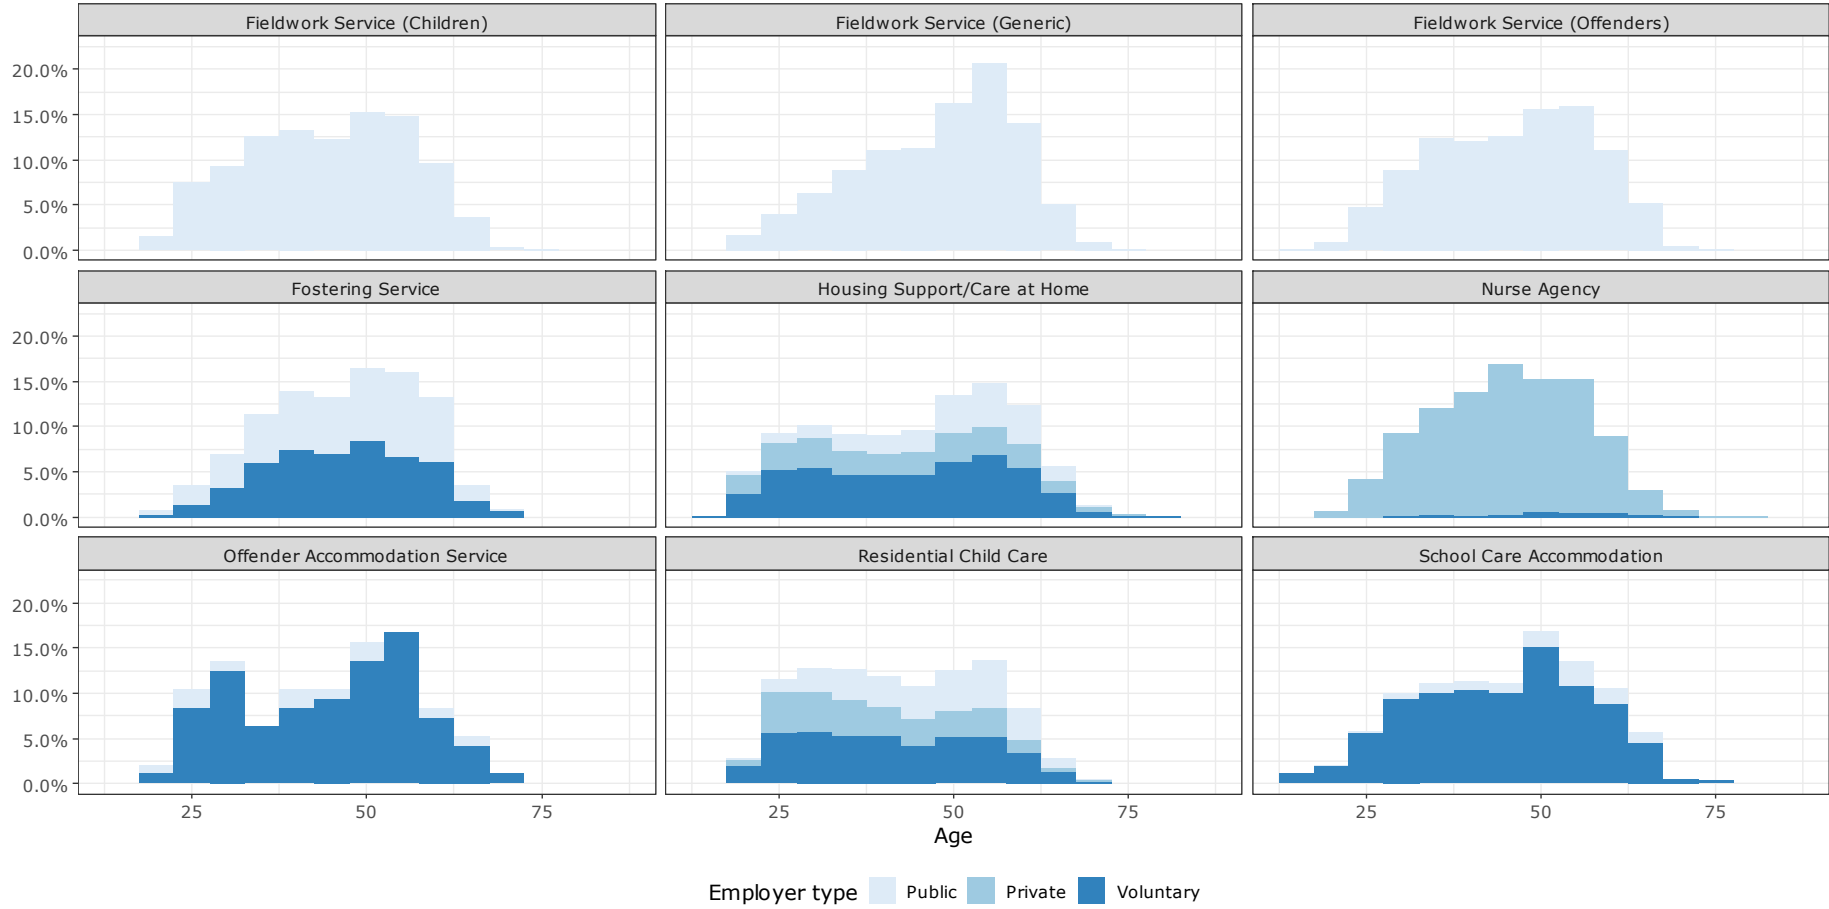 Fieldwork Service (Children)
Fieldwork Service (Generic)
Fieldwork Service (Offenders)
20.0%
15.0%
10.0%
5.0%
0.0%
Fostering Service
Housing Support/Care at Home
Nurse Agency
20.0%
15.0%
10.0%
5.0%
0.0%
Offender Accommodation Service
Residential Child Care
School Care Accommodation
20.0%
15.0%
10.0%
5.0%
0.0%
25 50 75
25 50 75
25 50 75
Age
Employer type Public Private Voluntary